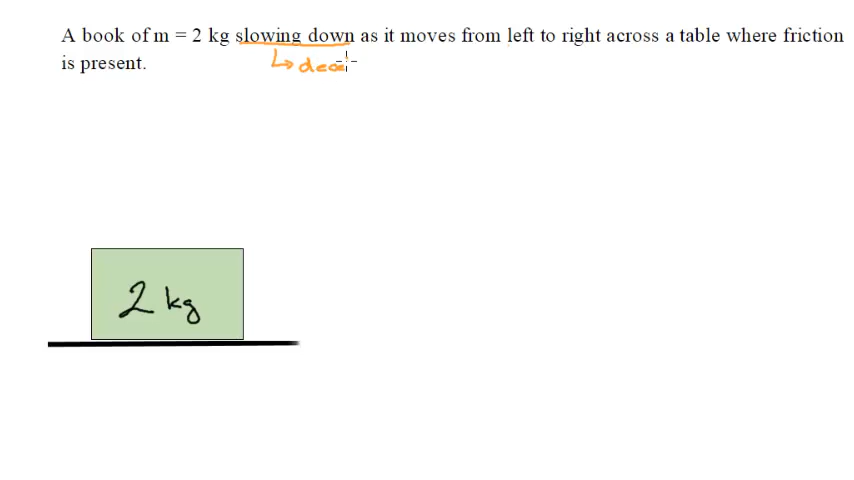 A book of m = 2 kg slowing down as it moves from left to right across a table where friction
is present.
2 kg